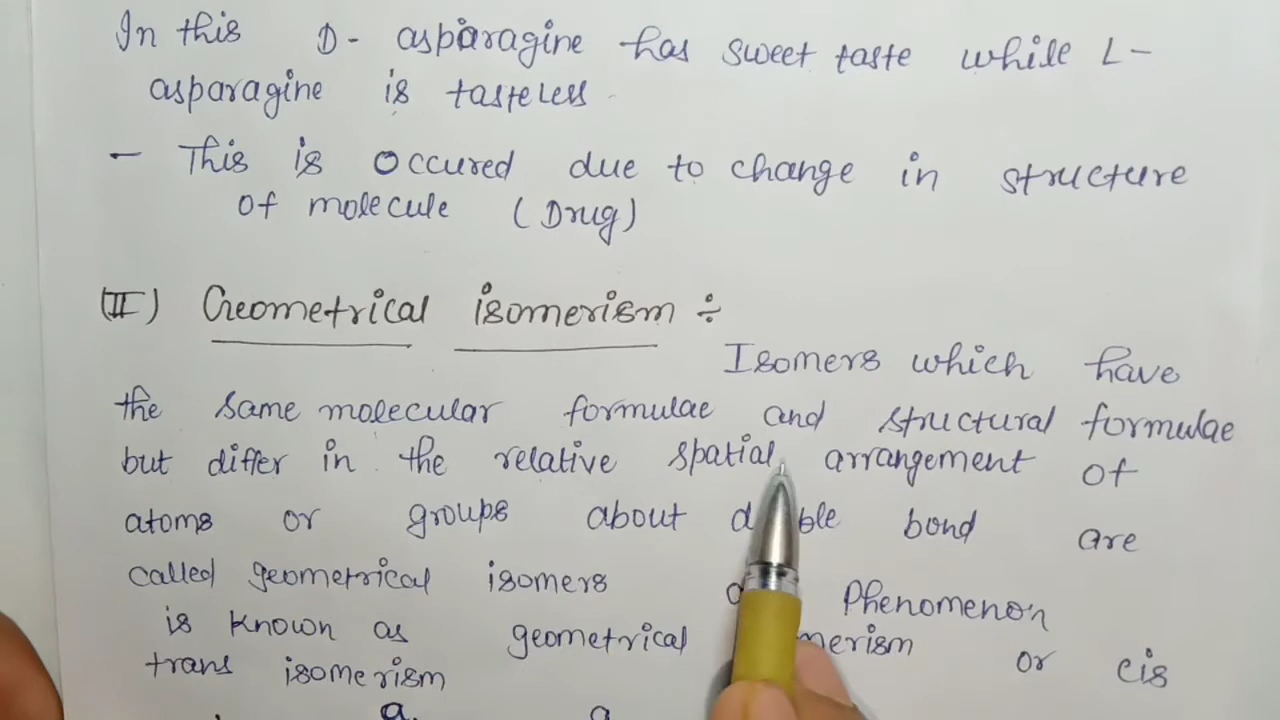 In this D- asparagine has sweet taste while L-
asparagine is tasteless
- This is occured due to change in structure
of molecule (Drug)
(II) Geometrical isomerism ÷
Isomers which have
the same molecular formulae and structural formulae
but differ in the relative spatial arrangement of
atoms or groups about bond are
called geometrical isomers Phenomenon
is known as geometrical or cis
trans isomerism
a a